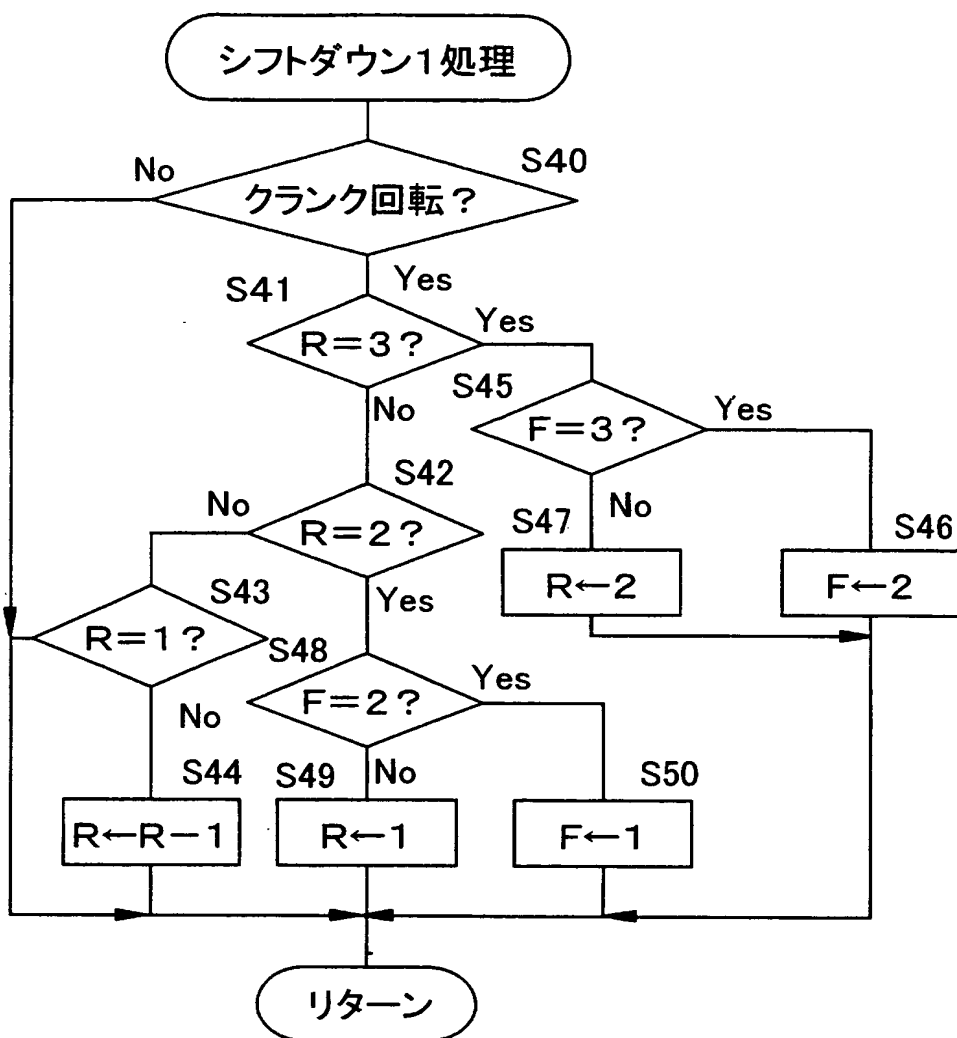 シフトダウン1処理
No
S40
クランク回転?
Yes
S41
R=3?
Yes
No
S45
F=3?
Yes
No
S42
R=2?
No
Yes
S47
R←2
S46
F←2
S43
R=1?
No
S48
F=2?
Yes
No
S44
R←R-1
S49
R←1
S50
F←1
リターン